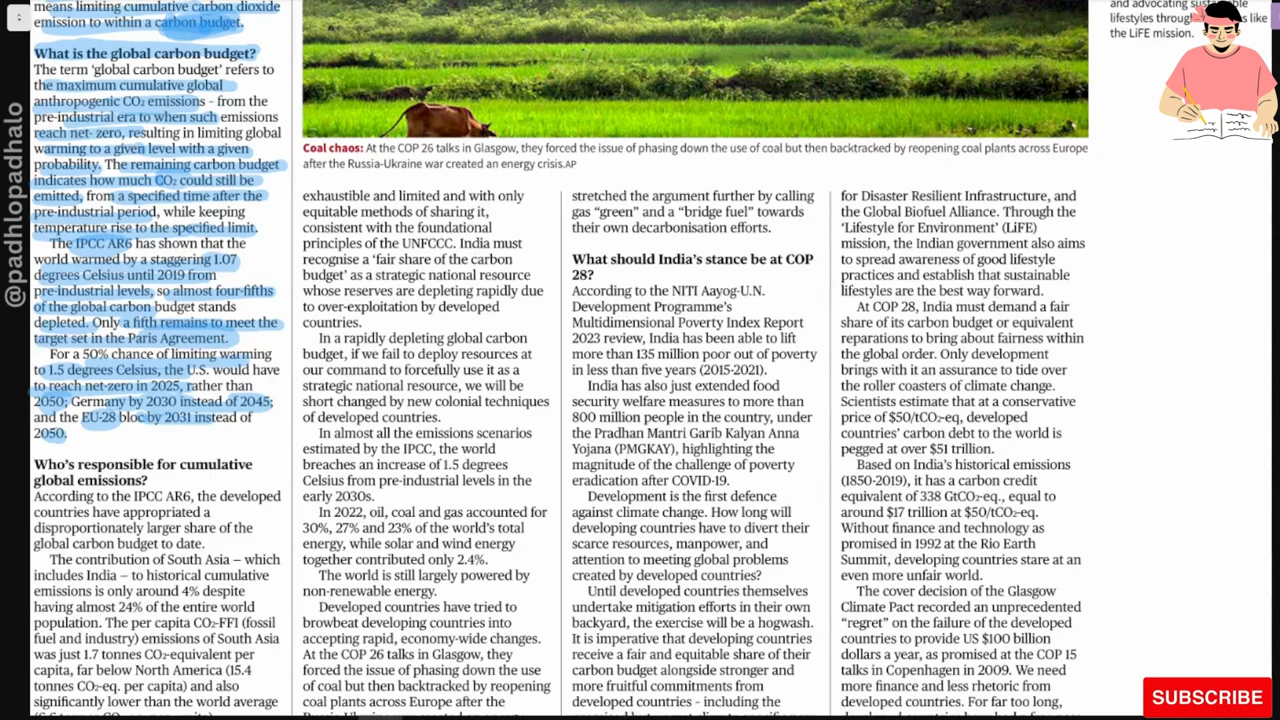 means limiting cumulative carbon dioxide
emission to within a carbon budget.
What is the global carbon budget?
The term ‘global carbon budget’ refers to
the maximum cumulative global
anthropogenic CO₂ emissions - from the
pre-industrial era to when such emissions
reach net- zero, resulting in limiting global
warming to a given level with a given
probability. The remaining carbon budget
indicates how much CO₂ could still be
emitted, from a specified time after the
pre-industrial period, while keeping
temperature rise to the specified limit.
The IPCC AR6 has shown that the
world warmed by a staggering 1.07
degrees Celsius until 2019 from
pre-industrial levels, so almost four-fifths
of the global carbon budget stands
depleted. Only a fifth remains to meet the
target set in the Paris Agreement.
For a 50% chance of limiting warming
to 1.5 degrees Celsius, the U.S. would have
to reach net-zero in 2025, rather than
2050; Germany by 2030 instead of 2045;
and the EU-28 bloc by 2031 instead of
2050.
Who’s responsible for cumulative
global emissions?
According to the IPCC AR6, the developed
countries have appropriated a
disproportionately larger share of the
global carbon budget to date.
The contribution of South Asia – which
includes India – to historical cumulative
emissions is only around 4% despite
having almost 24% of the entire world
population. The per capita CO₂-FFI (fossil
fuel and industry) emissions of South Asia
was just 1.7 tonnes CO₂-equivalent per
capita, far below North America (15.4
tonnes CO₂-eq. per capita) and also
significantly lower than the world average
Coal chaos: At the COP 26 talks in Glasgow, they forced the issue of phasing down the use of coal but then backtracked by reopening coal plants across Europe
after the Russia-Ukraine war created an energy crisis.AP
exhaustible and limited and with only
equitable methods of sharing it,
consistent with the foundational
principles of the UNFCCC. India must
recognise a ‘fair share of the carbon
budget’ as a strategic national resource
whose reserves are depleting rapidly due
to over-exploitation by developed
countries.
In a rapidly depleting global carbon
budget, if we fail to deploy resources at
our command to forcefully use it as a
strategic national resource, we will be
short changed by new colonial techniques
of developed countries.
In almost all the emissions scenarios
estimated by the IPCC, the world
breaches an increase of 1.5 degrees
Celsius from pre-industrial levels in the
early 2030s.
In 2022, oil, coal and gas accounted for
30%, 27% and 23% of the world’s total
energy, while solar and wind energy
together contributed only 2.4%.
The world is still largely powered by
non-renewable energy.
Developed countries have tried to
browbeat developing countries into
accepting rapid, economy-wide changes.
At the COP 26 talks in Glasgow, they
forced the issue of phasing down the use
of coal but then backtracked by reopening
coal plants across Europe after the
stretched the argument further by calling
gas “green” and a “bridge fuel” towards
their own decarbonisation efforts.
What should India’s stance be at COP
28?
According to the NITI Aayog-U.N.
Development Programme’s
Multidimensional Poverty Index Report
2023 review, India has been able to lift
more than 135 million poor out of poverty
in less than five years (2015-2021).
India has also just extended food
security welfare measures to more than
800 million people in the country, under
the Pradhan Mantri Garib Kalyan Anna
Yojana (PMGKAY), highlighting the
magnitude of the challenge of poverty
eradication after COVID-19.
Development is the first defence
against climate change. How long will
developing countries have to divert their
scarce resources, manpower, and
attention to meeting global problems
created by developed countries?
Until developed countries themselves
undertake mitigation efforts in their own
backyard, the exercise will be a hogwash.
It is imperative that developing countries
receive a fair and equitable share of their
carbon budget alongside stronger and
more fruitful commitments from
developed countries - including the
for Disaster Resilient Infrastructure, and
the Global Biofuel Alliance. Through the
‘Lifestyle for Environment’ (LiFE)
mission, the Indian government also aims
to spread awareness of good lifestyle
practices and establish that sustainable
lifestyles are the best way forward.
At COP 28, India must demand a fair
share of its carbon budget or equivalent
reparations to bring about fairness within
the global order. Only development
brings with it an assurance to tide over
the roller coasters of climate change.
Scientists estimate that at a conservative
price of $50/tCO₂-eq, developed
countries’ carbon debt to the world is
pegged at over $51 trillion.
Based on India’s historical emissions
(1850-2019), it has a carbon credit
equivalent of 338 GtCO₂-eq., equal to
around $17 trillion at $50/tCO₂-eq.
Without finance and technology as
promised in 1992 at the Rio Earth
Summit, developing countries stare at an
even more unfair world.
The cover decision of the Glasgow
Climate Pact recorded an unprecedented
“regret” on the failure of the developed
countries to provide US $100 billion
dollars a year, as promised at the COP 15
talks in Copenhagen in 2009. We need
more finance and less rhetoric from
developed countries. For far too long,
and advocating
lifestyles like
the LiFE mission.
@padhlopadhalo
SUBSCRIBE